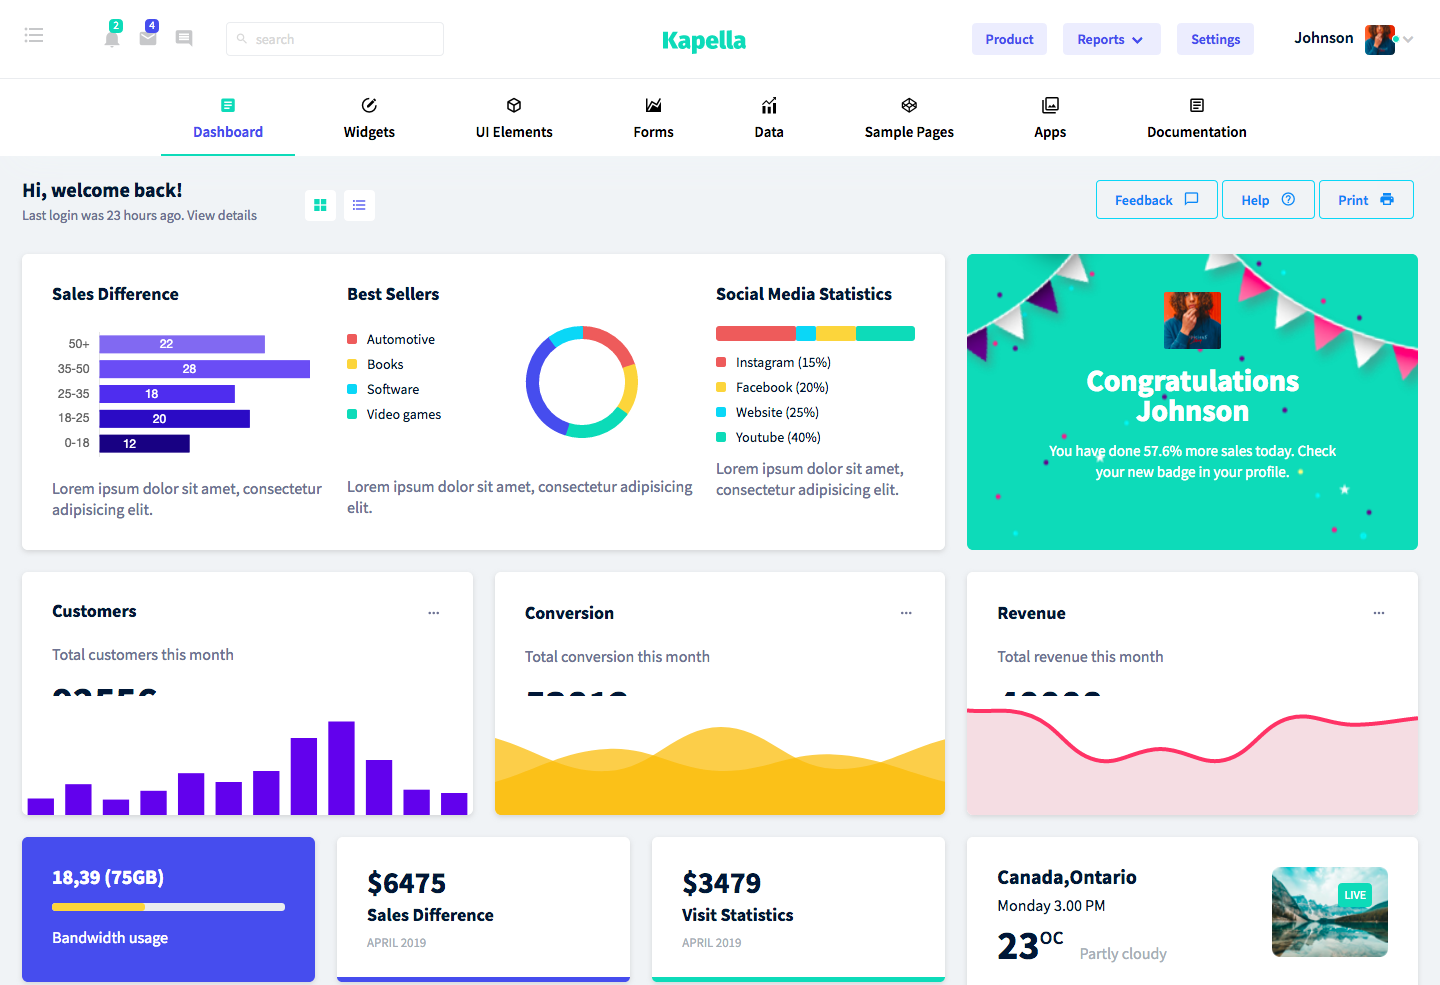 2
4
search
Kapella
Product
Reports
Settings
Johnson
Dashboard
Widgets
UI Elements
Forms
Data
Sample Pages
Apps
Documentation
Hi, welcome back!
Last login was 23 hours ago. View details
Feedback
Help
Print
Sales Difference
50+
22
35-50
28
25-35
18
18-25
20
0-18
12
Lorem ipsum dolor sit amet, consectetur
adipisicing elit.
Best Sellers
Automotive
Books
Software
Video games
Lorem ipsum dolor sit amet, consectetur adipisicing
elit.
Social Media Statistics
Instagram (15%)
Facebook (20%)
Website (25%)
Youtube (40%)
Lorem ipsum dolor sit amet,
consectetur adipisicing elit.
Congratulations
Johnson
You have done 57.6% more sales today. Check
your new badge in your profile.
Customers
Total customers this month
Conversion
Total conversion this month
Revenue
Total revenue this month
18,39 (75GB)
Bandwidth usage
$6475
Sales Difference
APRIL 2019
$3479
Visit Statistics
APRIL 2019
Canada,Ontario
Monday 3.00 PM
23OC
Partly cloudy
LIVE